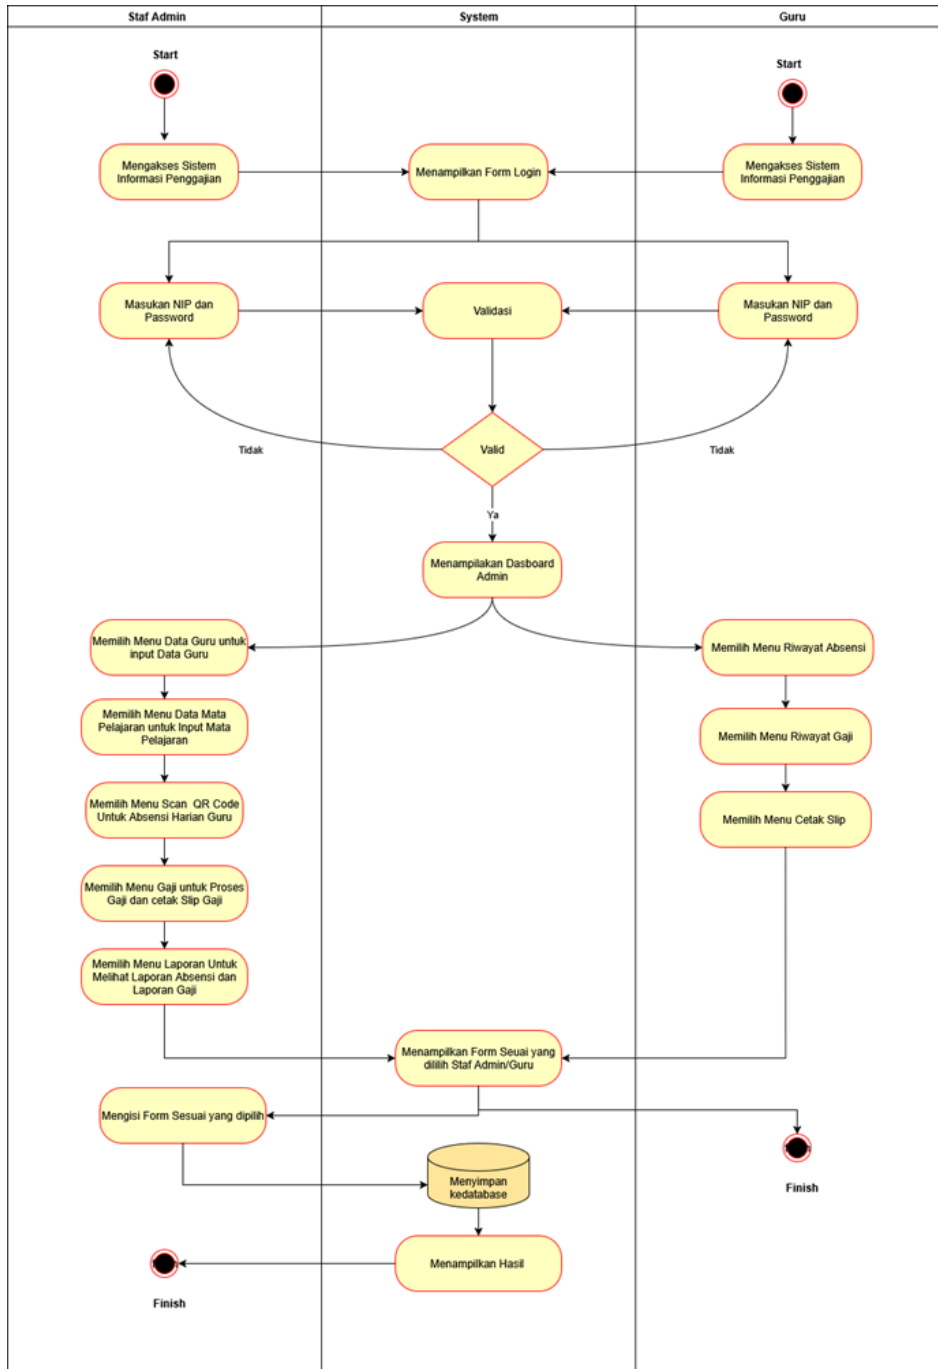 Staf Admin
System
Guru
Start
Start
Mengakses Sistem
Informasi Penggajian
Menampilkan Form Login
Mengakses Sistem
Informasi Penggajian
Masukan NIP dan
Password
Validasi
Masukan NIP dan
Password
Tidak
Valid
Tidak
Ya
Menampilakan Dasboard
Admin
Memilih Menu Data Guru untuk
input Data Guru
Memilih Menu Riwayat Absensi
Memilih Menu Data Mata
Pelajaran untuk Input Mata
Pelajaran
Memilih Menu Riwayat Gaji
Memilih Menu Scan QR Code
Untuk Absensi Harian Guru
Memilih Menu Cetak Slip
Memilih Menu Gaji untuk Proses
Gaji dan cetak Slip Gaji
Memilih Menu Laporan Untuk
Melihat Laporan Absensi dan
Laporan Gaji
Menampilkan Form Seuai yang
dililih Staf Admin/Guru
Mengisi Form Sesuai yang dipilih
Menyimpan
kedatabase
Finish
Menampilkan Hasil
Finish